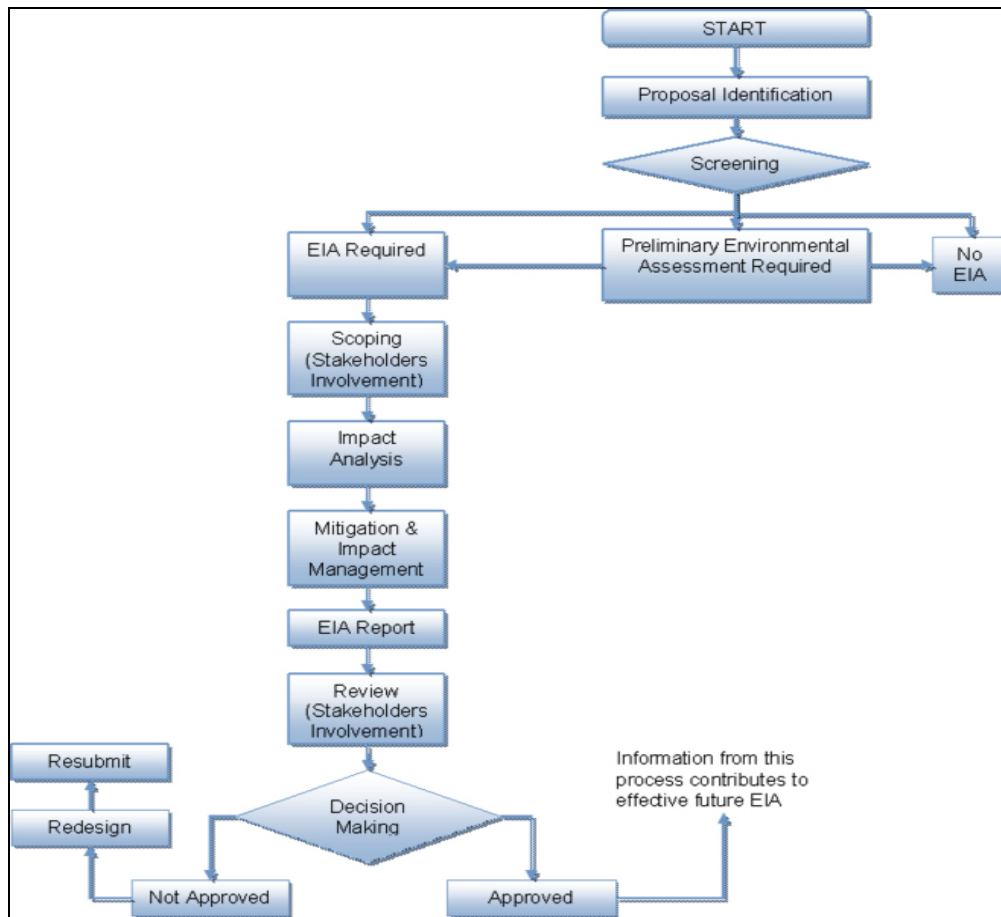 START
Proposal Identification
Screening
EIA Required
Preliminary Environmental
Assessment Required
No
EIA
Scoping
(Stakeholders
Involvement)
Impact
Analysis
Mitigation &
Impact
Management
EIA Report
Review
(Stakeholders
Involvement)
Resubmit
Redesign
Decision
Making
Information from this
process contributes to
effective future EIA
Not Approved
Approved